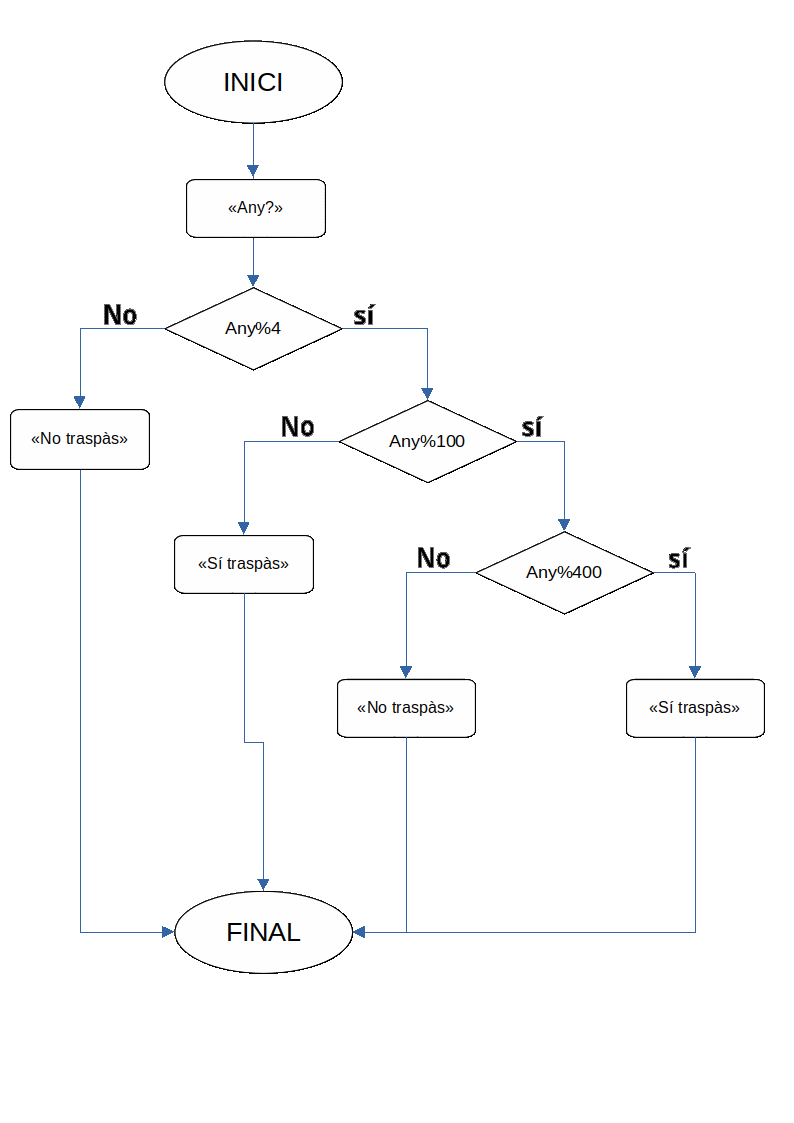 INICI
«Any?»
No
Any%4
sí
«No traspàs»
No
Any%100
sí
«Sí traspàs»
No
Any%400
sí
«No traspàs»
«Sí traspàs»
FINAL